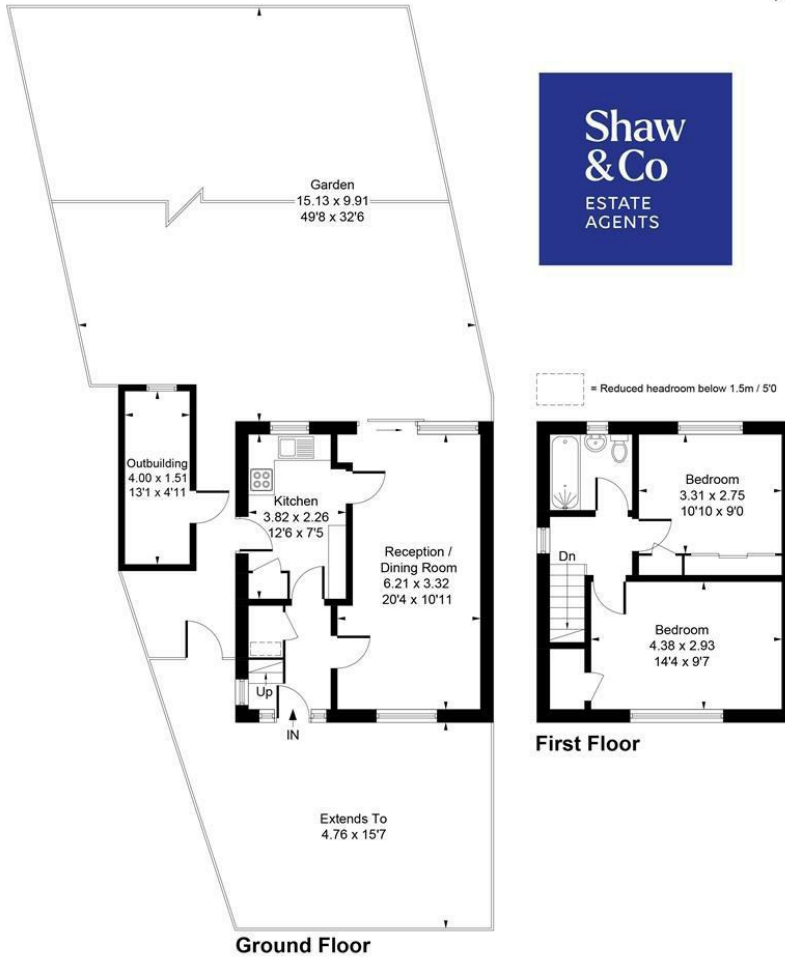 Garden
15.13 x 9.91
49'8 x 32'6
Shaw
& Co
ESTATE
AGENTS
= Reduced headroom below 1.5m / 5'0
Outbuilding
4.00 x 1.51
13'1 x 4'11
Kitchen
3.82 x 2.26
12'6 x 7'5
Reception /
Dining Room
6.21 x 3.32
20'4 x 10'11
Up
IN
Extends To
4.76 x 15'7
Ground Floor
Bedroom
3.31 x 2.75
10'10 x 9'0
Dn
Bedroom
4.38 x 2.93
14'4 x 9'7
First Floor